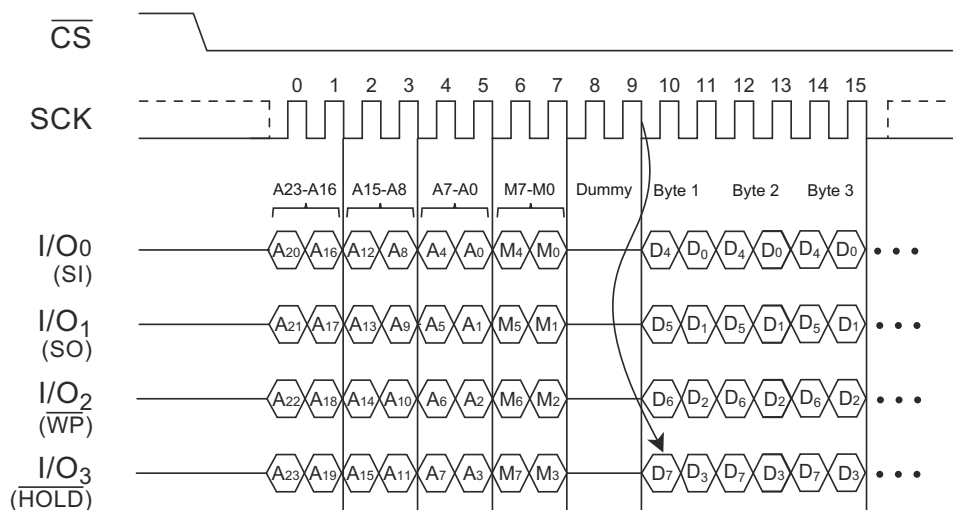 CS
0 1 2 3 4 5 6 7 8 9 10 11 12 13 14 15
SCK
A23-A16 A15-A8 A7-A0 M7-M0 Dummy Byte 1 Byte 2 Byte 3
I/O0 A20 A16 A12 A8 A4 A0 M4 M0 D4 D0 D4 D0 D4 D0
(SI)
I/O1 A21 A17 A13 A9 A5 A1 M5 M1 D5 D1 D5 D1 D5 D1
(SO)
I/O2 A22 A18 A14 A10 A6 A2 M6 M2 D6 D2 D6 D2 D6 D2
(WP)
I/O3 A23 A19 A15 A11 A7 A3 M7 M3 D7 D3 D7 D3 D7 D3
(HOLD)